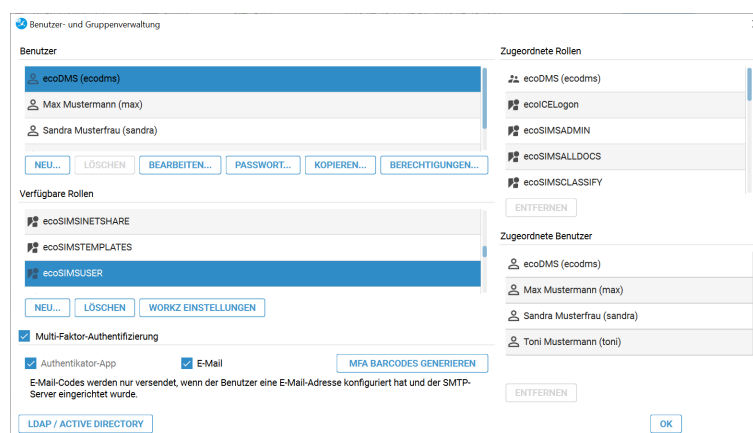 Benutzer- und Gruppenverwaltung
Benutzer
ecoDMS (ecodms)
Max Mustermann (max)
Sandra Musterfrau (sandra)
NEU... LÖSCHEN BEARBEITEN... PASSWORT... KOPIEREN... BERECHTIGUNGEN...
Verfügbare Rollen
ecoSIMSINETSHARE
ecoSIMSTEMPLATES
ecoSIMSUSER
NEU... LÖSCHEN WORKZ EINSTELLUNGEN
Multi-Faktor-Authentifizierung
Authentikator-App E-Mail MFA BARCODES GENERIEREN
E-Mail-Codes werden nur versendet, wenn der Benutzer eine E-Mail-Adresse konfiguriert hat und der SMTP-
Server eingerichtet wurde.
LDAP / ACTIVE DIRECTORY
Zugeordnete Rollen
ecoDMS (ecodms)
ecoICELogon
ecoSIMSADMIN
ecoSIMSALLDOCS
ecoSIMSCLASSIFY
ENTFERNEN
Zugeordnete Benutzer
ecoDMS (ecodms)
Max Mustermann (max)
Sandra Musterfrau (sandra)
Toni Mustermann (toni)
ENTFERNEN
OK